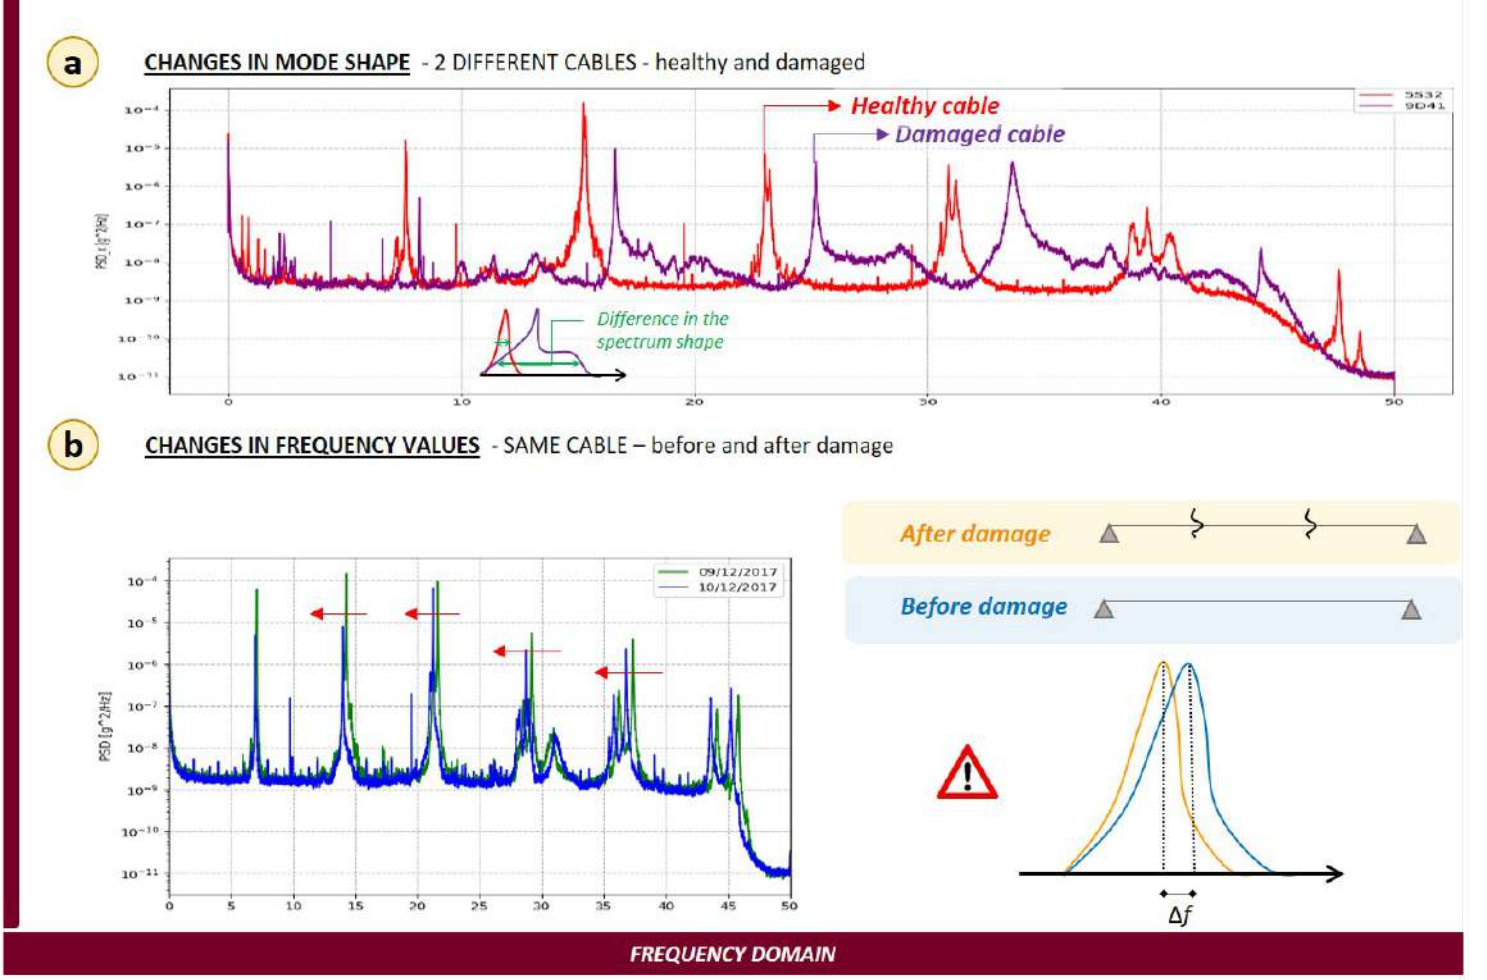 a
CHANGES IN MODE SHAPE - 2 DIFFERENT CABLES - healthy and damaged
Healthy cable
Damaged cable
5S32
9D41
PSD_z [g^2/Hz]
10⁻⁴
10⁻⁵
10⁻⁶
10⁻⁷
10⁻⁸
10⁻⁹
10⁻¹⁰
10⁻¹¹
Difference in the
spectrum shape
0 10 20 30 40 50
b
CHANGES IN FREQUENCY VALUES - SAME CABLE – before and after damage
After damage
Before damage
09/12/2017
10/12/2017
PSD [g^2/Hz]
10⁻⁴
10⁻⁵
10⁻⁶
10⁻⁷
10⁻⁸
10⁻⁹
10⁻¹⁰
10⁻¹¹
0 5 10 15 20 25 30 35 40 45 50
!
Δf
FREQUENCY DOMAIN